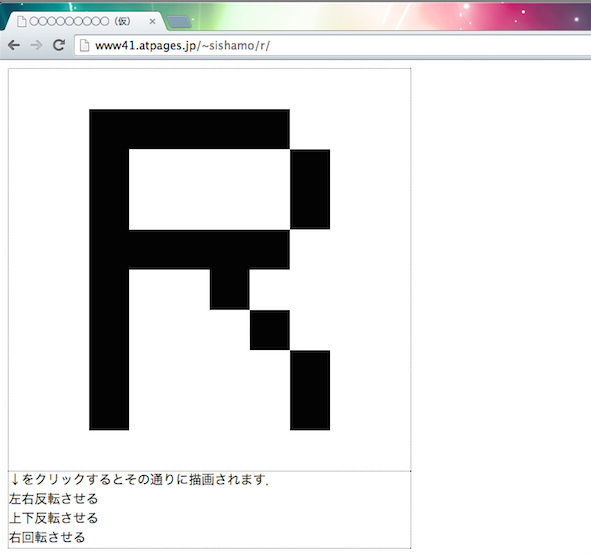 ○○○○○○○○○（仮）
www41.atpages.jp/~sishamo/r/
R
↓をクリックするとその通りに描画されます.
左右反転させる
上下反転させる
右回転させる